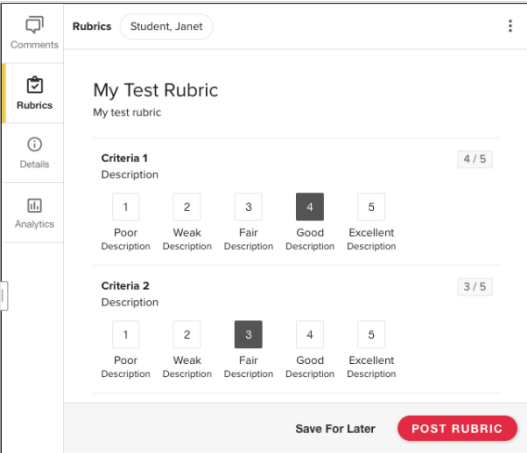 Comments
Rubrics
Details
Analytics
Rubrics Student, Janet
My Test Rubric
My test rubric
Criteria 1 4 / 5
Description
1 2 3 4 5
Poor Weak Fair Good Excellent
Description Description Description Description Description
Criteria 2 3 / 5
Description
1 2 3 4 5
Poor Weak Fair Good Excellent
Description Description Description Description Description
Save For Later POST RUBRIC